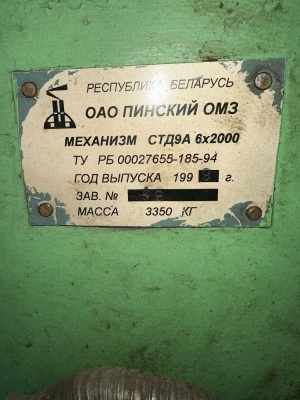 РЕСПУБЛИКА БЕЛАРУСЬ
ОАО ПИНСКИЙ ОМЗ
МЕХАНИЗМ СТД9А 6х2000
ТУ РБ 00027655-185-94
ГОД ВЫПУСКА 199 г.
ЗАВ. №
МАССА 3350 КГ